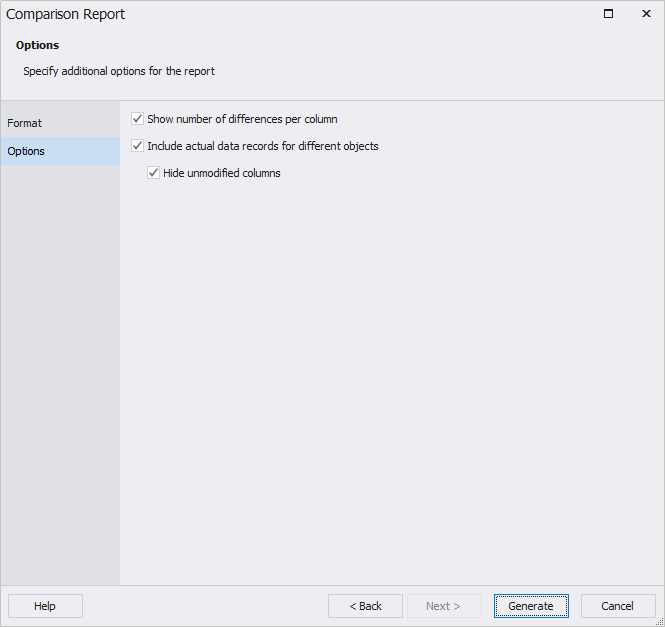 Comparison Report
Options
Specify additional options for the report
Format
Options
Show number of differences per column
Include actual data records for different objects
Hide unmodified columns
Help
< Back
Next >
Generate
Cancel